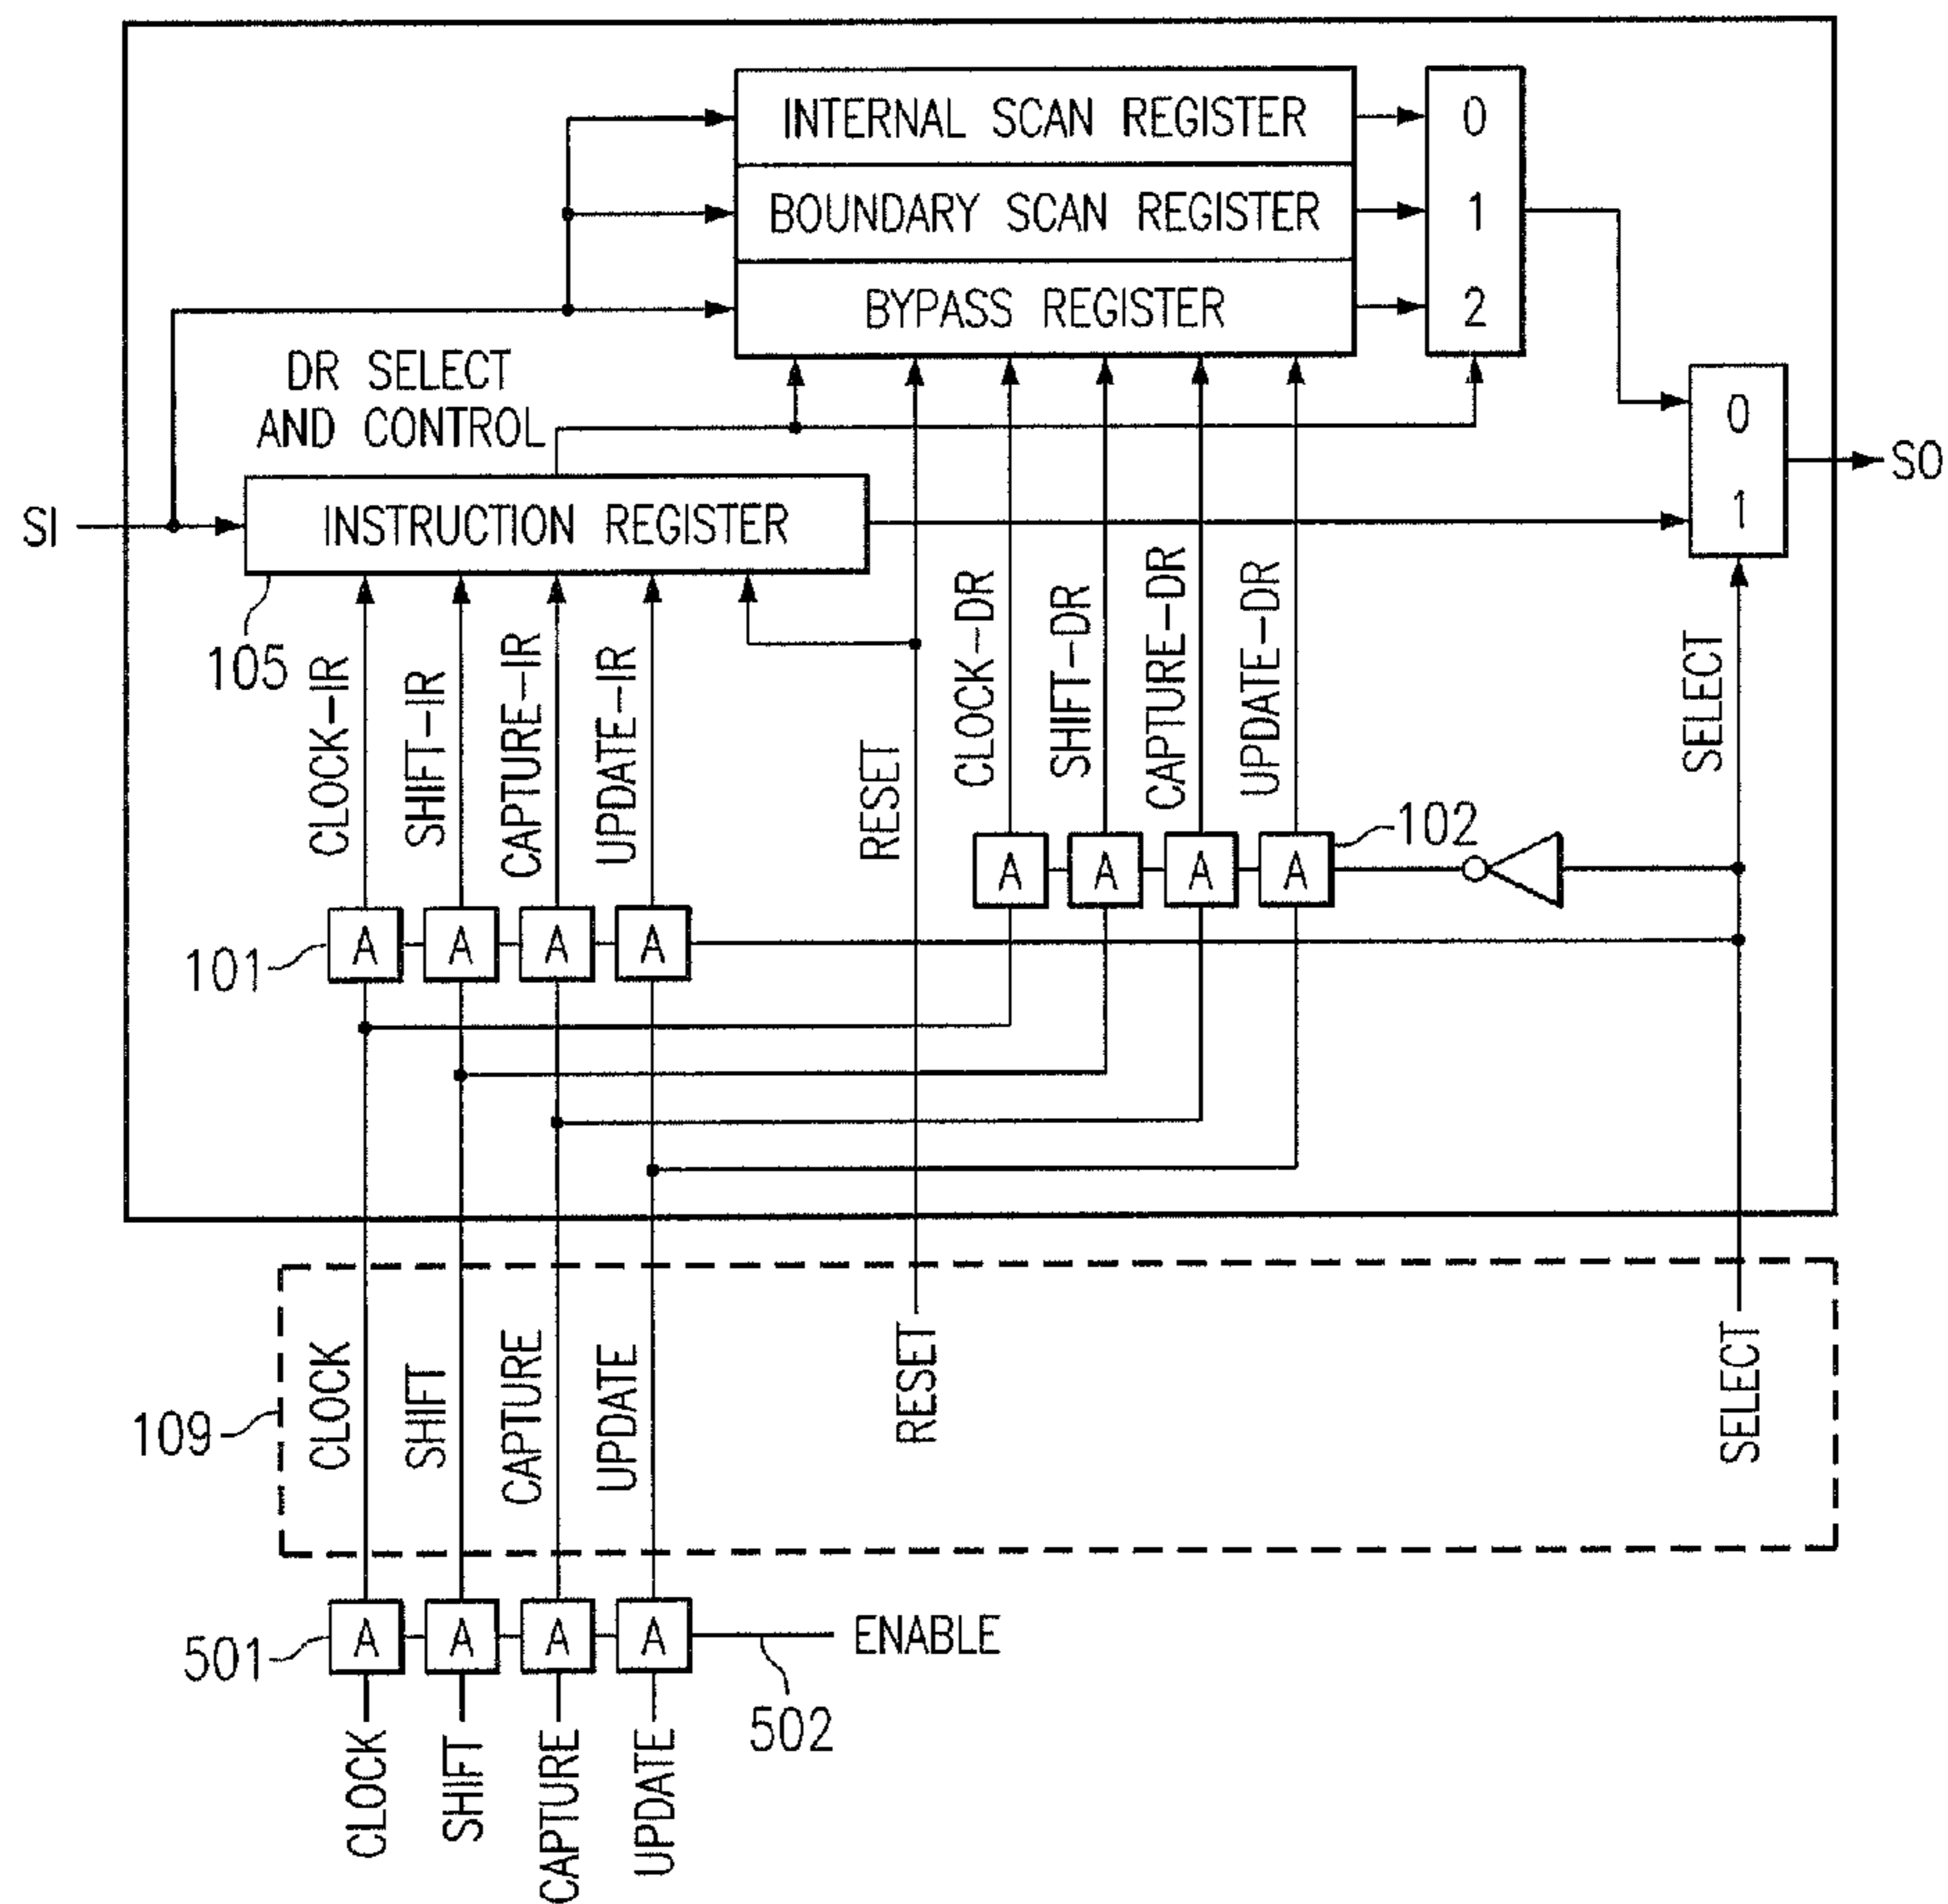 INTERNAL SCAN REGISTER
0
BOUNDARY SCAN REGISTER
1
BYPASS REGISTER
2
DR SELECT
AND CONTROL
0
SO
SI
INSTRUCTION REGISTER
1
105
CLOCK-IR
SHIFT-IR
CAPTURE-IR
UPDATE-IR
RESET
CLOCK-DR
SHIFT-DR
CAPTURE-DR
UPDATE-DR
SELECT
102
A
A
A
A
101
A
A
A
A
109
CLOCK
SHIFT
CAPTURE
UPDATE
RESET
SELECT
501
A
A
A
A
ENABLE
502
CLOCK
SHIFT
CAPTURE
UPDATE